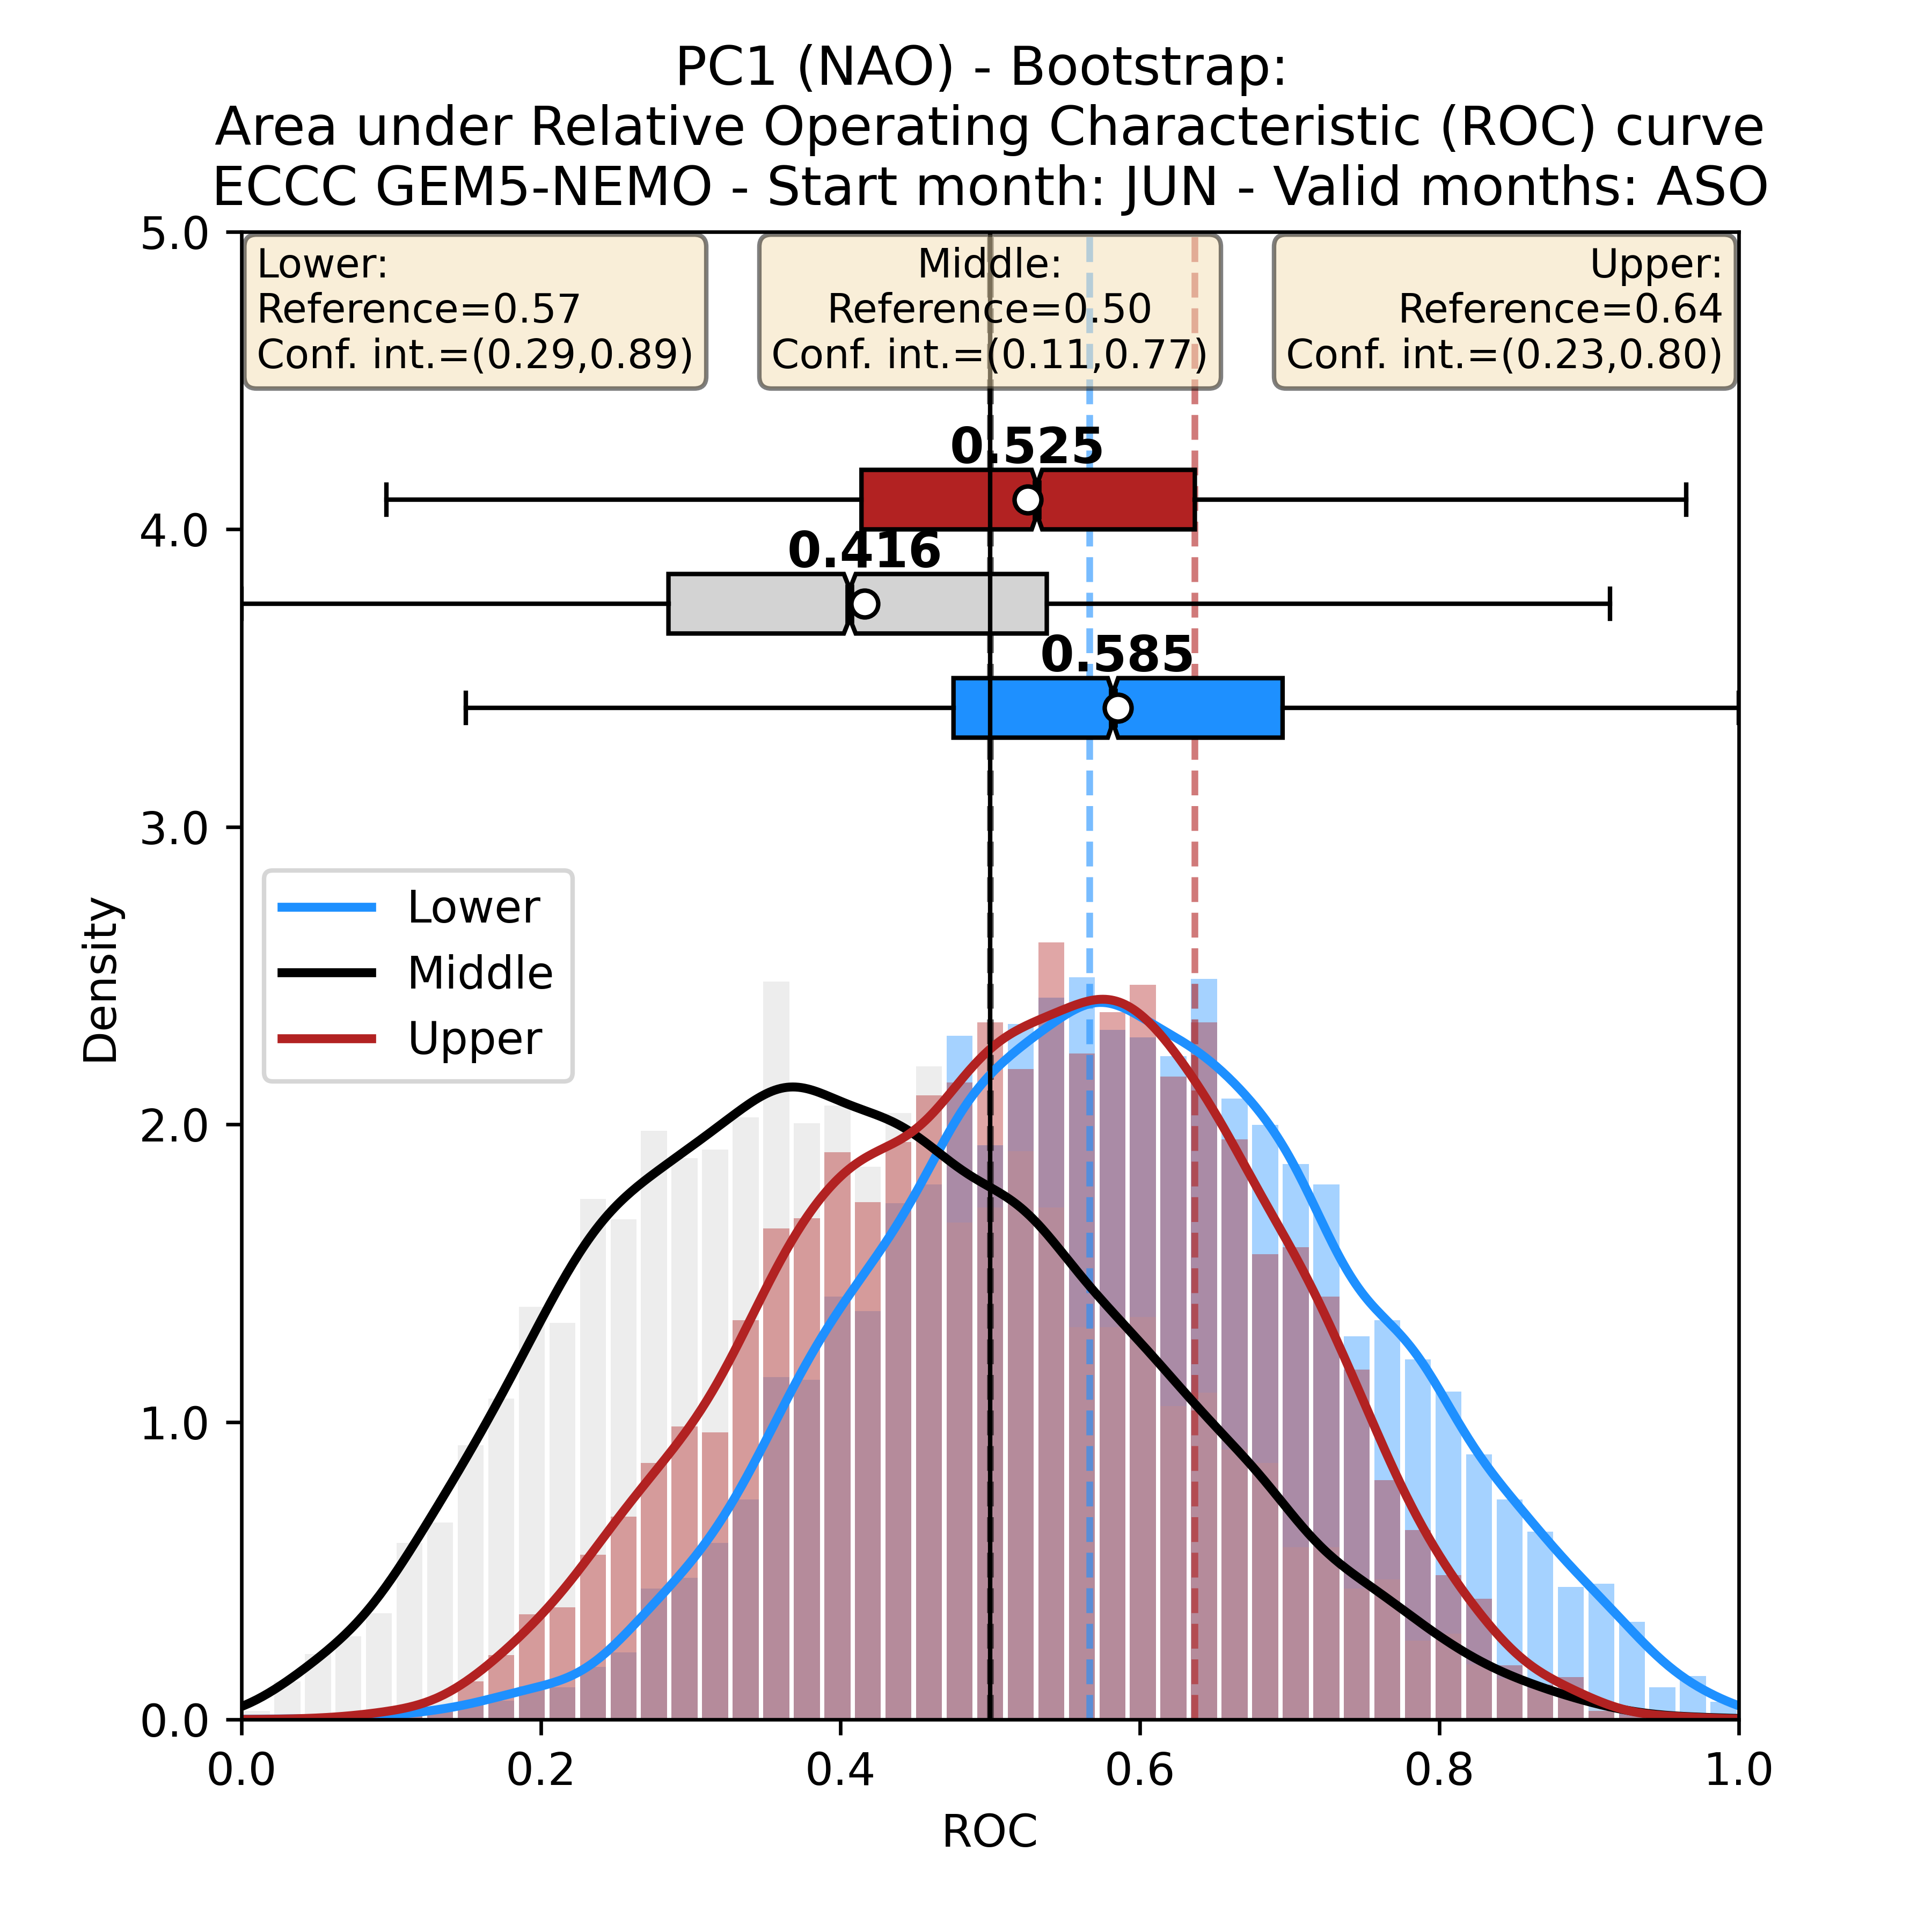 PC1 (NAO) - Bootstrap:
Area under Relative Operating Characteristic (ROC) curve
ECCC GEM5-NEMO - Start month: JUN - Valid months: ASO
5.0
Lower:
Reference=0.57
Conf. int.=(0.29,0.89)
Middle:
Reference=0.50
Conf. int.=(0.11,0.77)
Upper:
Reference=0.64
Conf. int.=(0.23,0.80)
0.525
4.0
0.416
0.585
3.0
Density
Lower
Middle
Upper
2.0
1.0
0.0
0.0
0.2
0.4
0.6
0.8
1.0
ROC